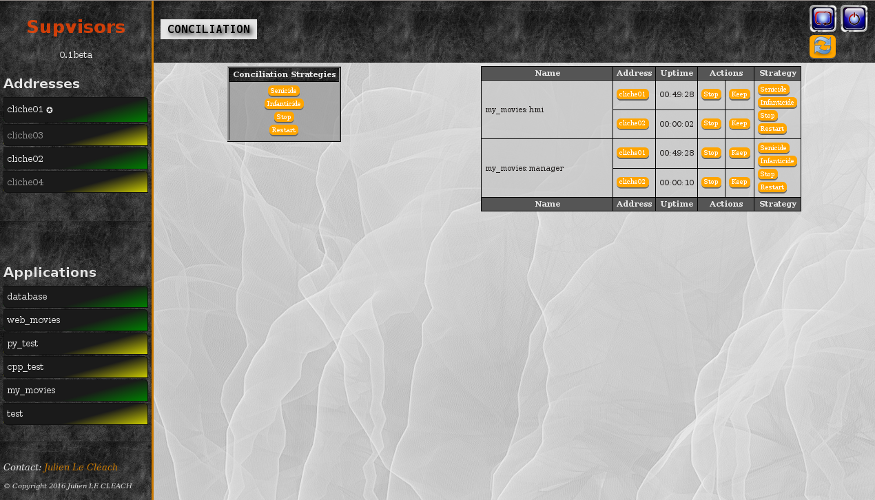 Supvisors
0.1beta
Addresses
cliche01 ✪
cliche03
cliche02
cliche04
Applications
database
web_movies
py_test
cpp_test
my_movies
test
Contact: Julien Le Cléach
© Copyright 2016 Julien LE CLEACH
CONCILIATION
Conciliation Strategies
Senicide
Infanticide
Stop
Restart
Name Address Uptime Actions Strategy
my_movies:hmi
cliche01 00:49:28 Stop Keep
cliche02 00:00:02 Stop Keep
Senicide
Infanticide
Stop
Restart
my_movies:manager
cliche01 00:49:28 Stop Keep
cliche02 00:00:10 Stop Keep
Senicide
Infanticide
Stop
Restart
Name Address Uptime Actions Strategy